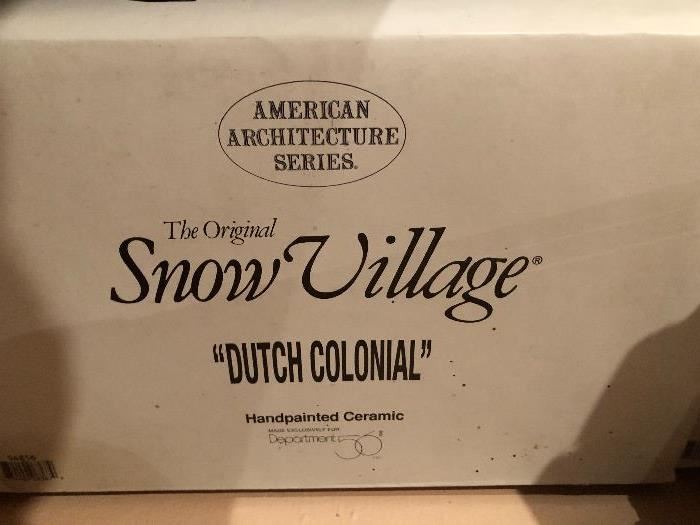 AMERICAN
ARCHITECTURE
SERIES.
The Original
Snow Village®
“DUTCH COLONIAL”
Handpainted Ceramic
MADE EXCLUSIVELY FOR
Department 56®